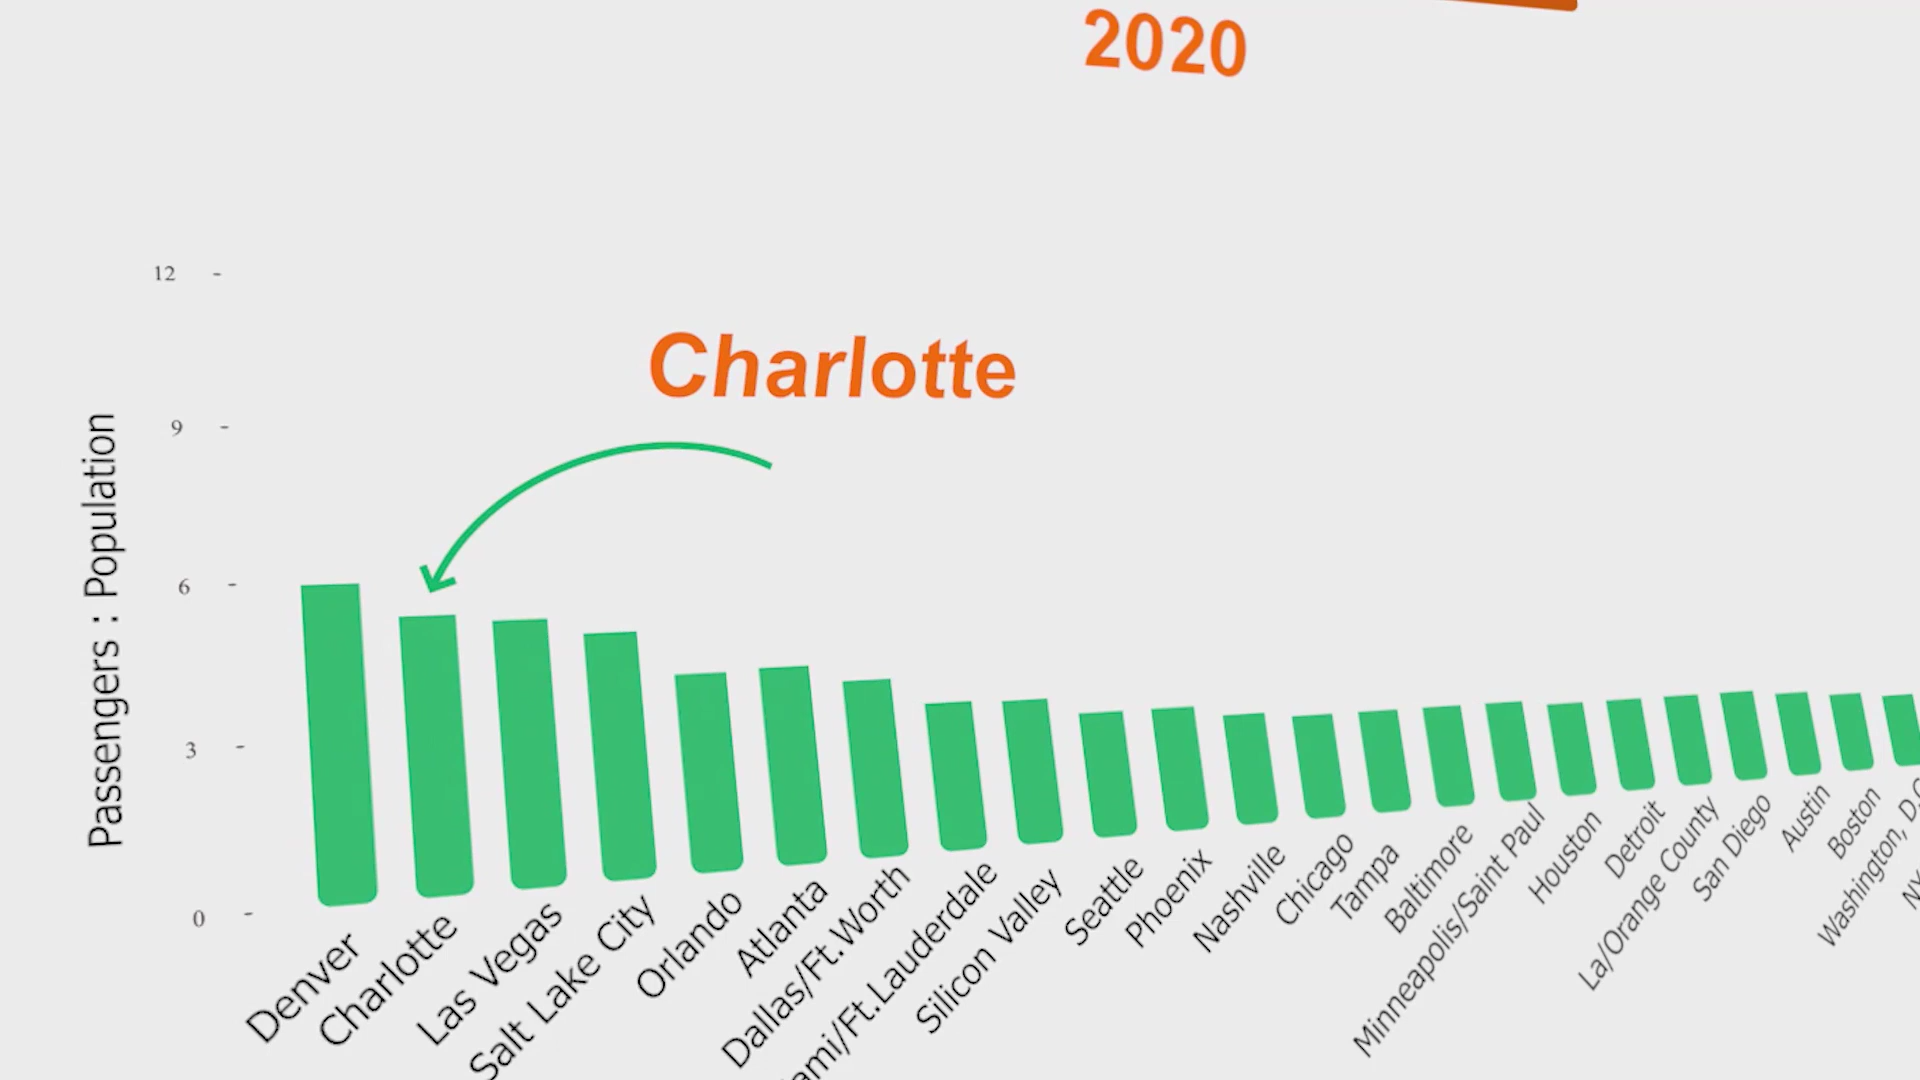 2020
Charlotte
Passengers : Population
12
9
6
3
0
Denver
Charlotte
Las Vegas
Salt Lake City
Orlando
Atlanta
Dallas/Ft.Worth
ami/Ft.Lauderdale
Silicon Valley
Seattle
Phoenix
Nashville
Chicago
Tampa
Baltimore
Minneapolis/Saint Paul
Houston
Detroit
La/Orange County
San Diego
Austin
Boston
Washington, D.C
NY